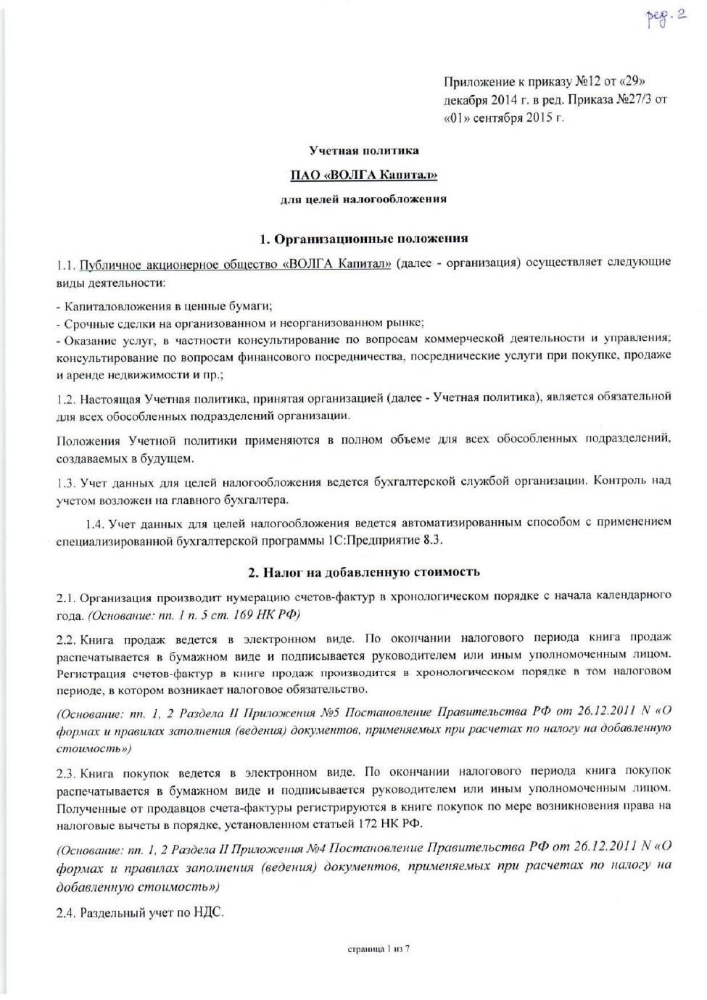 ред. 2
Приложение к приказу №12 от «29»
декабря 2014 г. в ред. Приказа №27/3 от
«01» сентября 2015 г.
Учетная политика
ПАО «ВОЛГА Капитал»
для целей налогообложения
1. Организационные положения
1.1. Публичное акционерное общество «ВОЛГА Капитал» (далее - организация) осуществляет следующие
виды деятельности:
- Капиталовложения в ценные бумаги;
- Срочные сделки на организованном и неорганизованном рынке;
- Оказание услуг, в частности консультирование по вопросам коммерческой деятельности и управления;
консультирование по вопросам финансового посредничества, посреднические услуги при покупке, продаже
и аренде недвижимости и пр.;
1.2. Настоящая Учетная политика, принятая организацией (далее - Учетная политика), является обязательной
для всех обособленных подразделений организации.
Положения Учетной политики применяются в полном объеме для всех обособленных подразделений,
создаваемых в будущем.
1.3. Учет данных для целей налогообложения ведется бухгалтерской службой организации. Контроль над
учетом возложен на главного бухгалтера.
1.4. Учет данных для целей налогообложения ведется автоматизированным способом с применением
специализированной бухгалтерской программы 1С:Предприятие 8.3.
2. Налог на добавленную стоимость
2.1. Организация производит нумерацию счетов-фактур в хронологическом порядке с начала календарного
года. (Основание: пп. 1 п. 5 ст. 169 НК РФ)
2.2. Книга продаж ведется в электронном виде. По окончании налогового периода книга продаж
распечатывается в бумажном виде и подписывается руководителем или иным уполномоченным лицом.
Регистрация счетов-фактур в книге продаж производится в хронологическом порядке в том налоговом
периоде, в котором возникает налоговое обязательство.
(Основание: пп. 1, 2 Раздела II Приложения №5 Постановление Правительства РФ от 26.12.2011 N «О
формах и правилах заполнения (ведения) документов, применяемых при расчетах по налогу на добавленную
стоимость»)
2.3. Книга покупок ведется в электронном виде. По окончании налогового периода книга покупок
распечатывается в бумажном виде и подписывается руководителем или иным уполномоченным лицом.
Полученные от продавцов счета-фактуры регистрируются в книге покупок по мере возникновения права на
налоговые вычеты в порядке, установленном статьей 172 НК РФ.
(Основание: пп. 1, 2 Раздела II Приложения №4 Постановление Правительства РФ от 26.12.2011 N «О
формах и правилах заполнения (ведения) документов, применяемых при расчетах по налогу на
добавленную стоимость»)
2.4. Раздельный учет по НДС.
страница 1 из 7